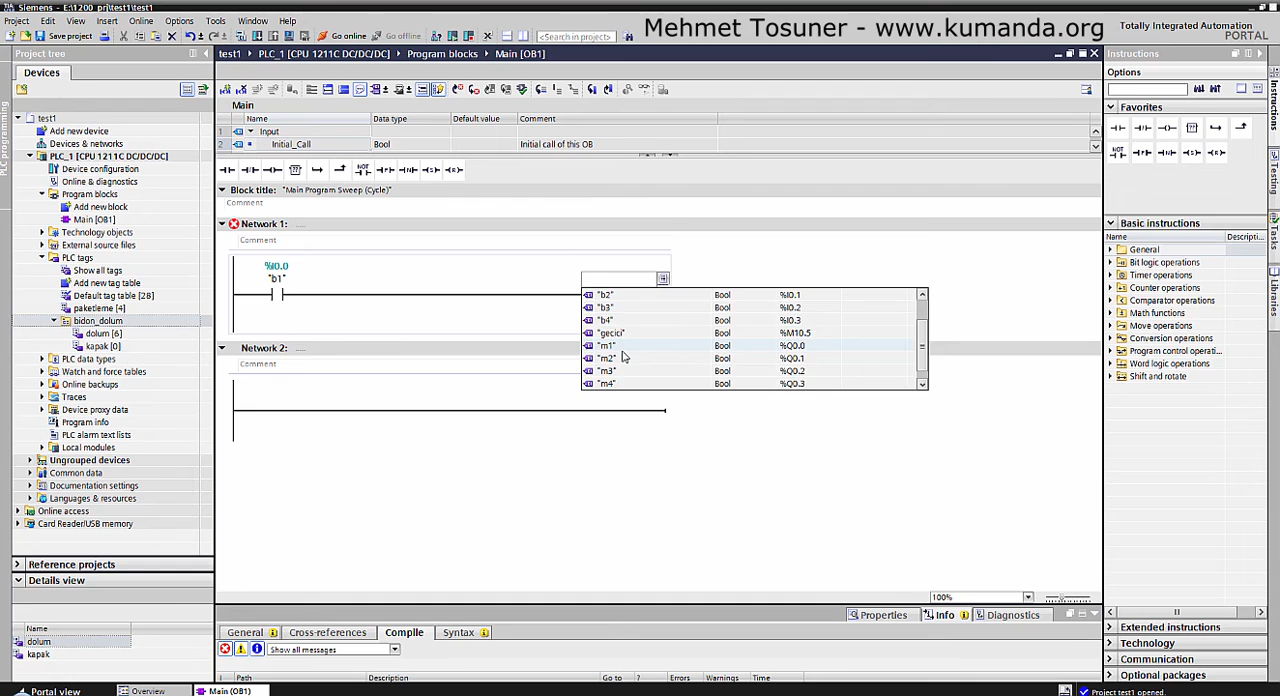 Siemens - E:\1200_prj\test1\test1
Mehmet Tosuner - www.kumanda.org
Project Edit View Insert Online Options Tools Window Help
Totally Integrated Automation
PORTAL
Save project
Go online
Go offline
<Search in project>
Project tree
test1 PLC_1 [CPU 1211C DC/DC/DC] Program blocks Main [OB1]
Instructions
Devices
Options
PLC programming
Main
Name Data type Default value Comment
1 Input
2 Initial_Call Bool Initial call of this OB
Favorites
test1
Add new device
Devices & networks
PLC_1 [CPU 1211C DC/DC/DC]
Device configuration
Online & diagnostics
Program blocks
Add new block
Main [OB1]
Technology objects
External source files
PLC tags
Show all tags
Add new tag table
Default tag table [28]
paketleme [4]
bidon_dolum
dolum [6]
kapak [0]
PLC data types
Watch and force tables
Online backups
Traces
Proxy data
Program info
PLC alarm text lists
Local modules
Ungrouped devices
Common data
Documentation settings
Languages & resources
Online access
Card Reader/USB memory
Reference projects
Details view
Name
dolum
kapak
Portal view
Overview
Main (OB1)
Block title: "Main Program Sweep (Cycle)"
Comment
Network 1:
Comment
%I0.0
"b1"
"b2" Bool %I0.1
"b3" Bool %I0.2
"b4" Bool %I0.3
"gecici" Bool %M10.5
"m1" Bool %Q0.0
"m2" Bool %Q0.1
"m3" Bool %Q0.2
"m4" Bool %Q0.3
Network 2:
Comment
100%
Properties Info Diagnostics
General Cross-references Compile Syntax
Show all messages
Path Description Go to ? Errors Warnings Time
Basic instructions
Name Descripti...
General
Bit logic operations
Timer operations
Counter operations
Comparator operations
Math functions
Move operations
Conversion operations
Program control operati...
Word logic operations
Shift and rotate
Extended instructions
Technology
Communication
Optional packages
Instructions
Testing
Tasks
Libraries
Project test1 opened.